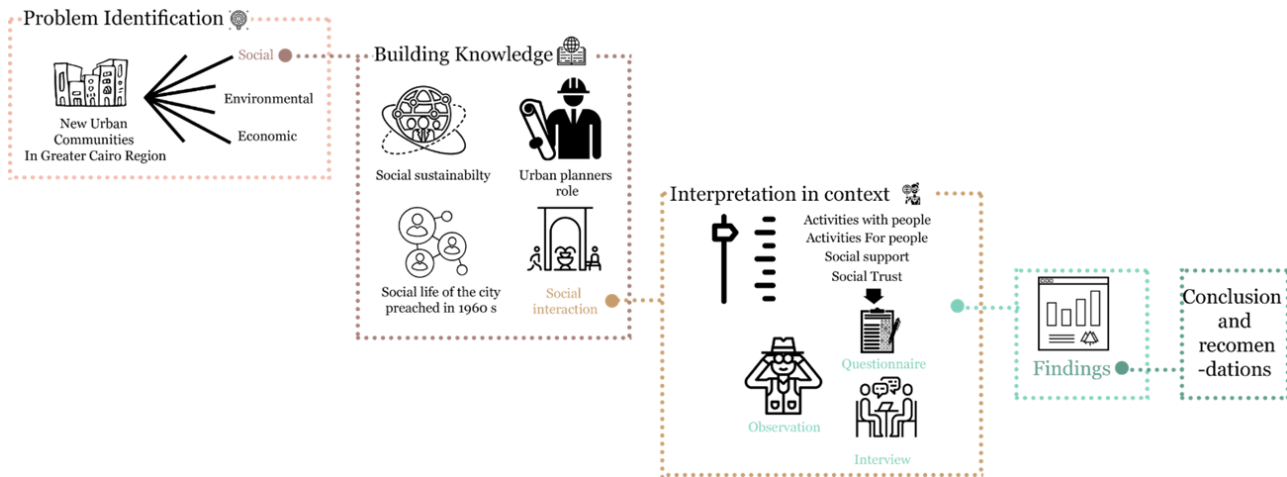 Problem Identification
Social
Environmental
Economic
New Urban
Communities
In Greater Cairo Region
Building Knowledge
Social sustainabilty
Urban planners
role
Social life of the city
preached in 1960 s
Social
interaction
Interpretation in context
Activities with people
Activities For people
Social support
Social Trust
Questionnaire
Observation
Interview
Findings
Conclusion
and
recomen
-dations